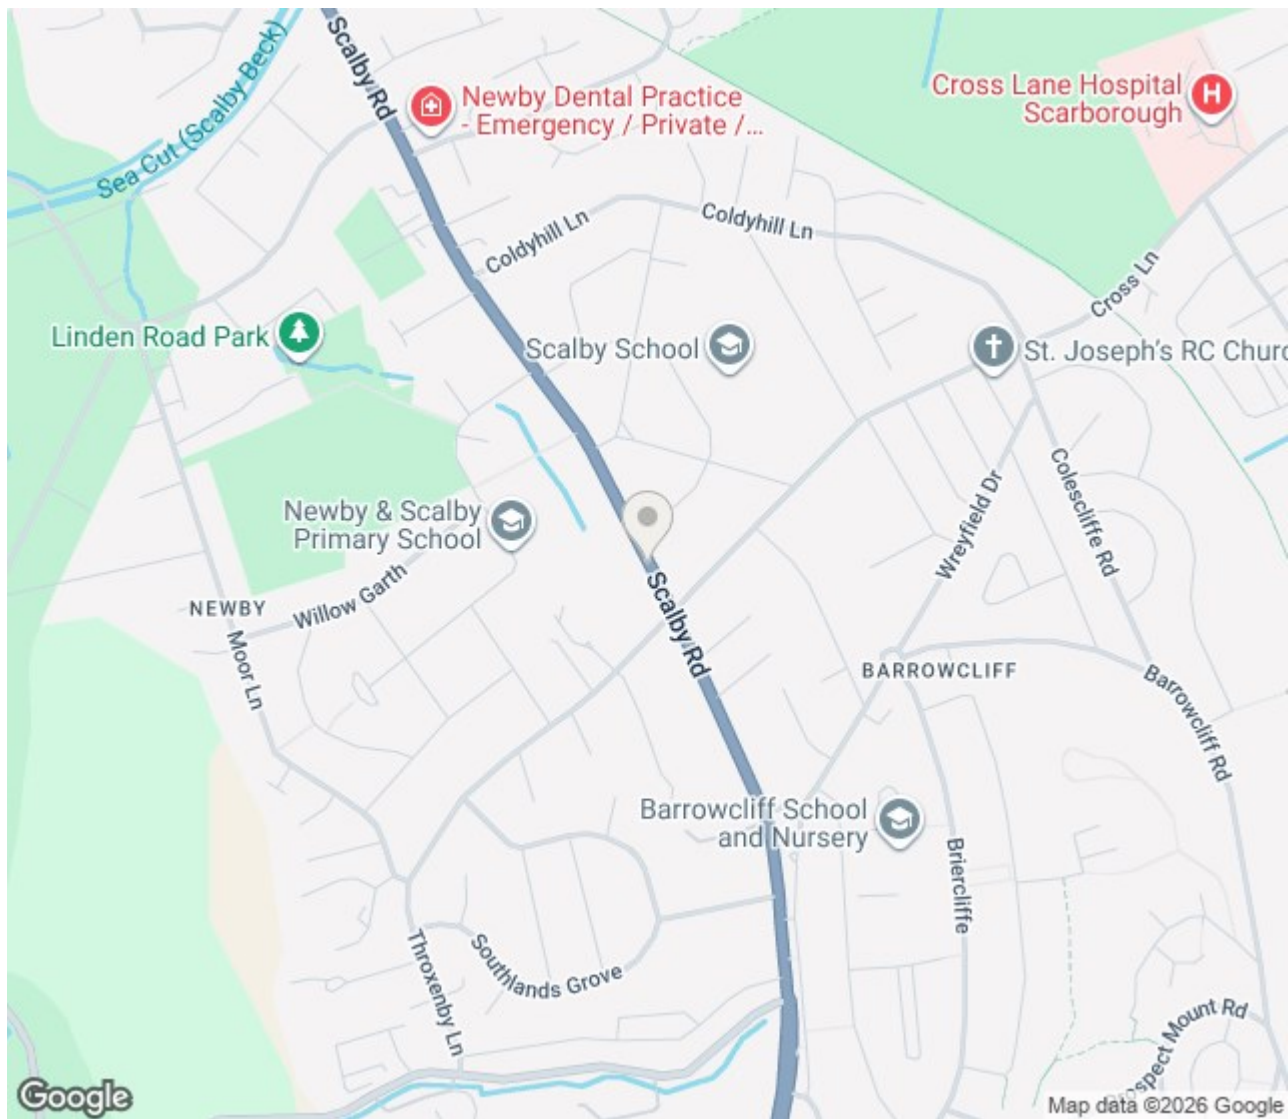 Scalby Rd
Newby Dental Practice
- Emergency / Private /...
Cross Lane Hospital
Scarborough
H
Sea Cut (Scalby Beck)
Coldyhill Ln
Coldyhill Ln
Cross Ln
Linden Road Park
Scalby School
St. Joseph's RC Churc
Newby & Scalby
Primary School
Wreyfield Dr
Colescliffe Rd
Willow Garth
NEWBY
Moor Ln
Scalby Rd
BARROWCLIFF
Barrowcliff Rd
Barrowcliff School
and Nursery
Briercliffe
Throxenby Ln
Southlands Grove
Prospect Mount Rd
Google
Map data ©2026 Google